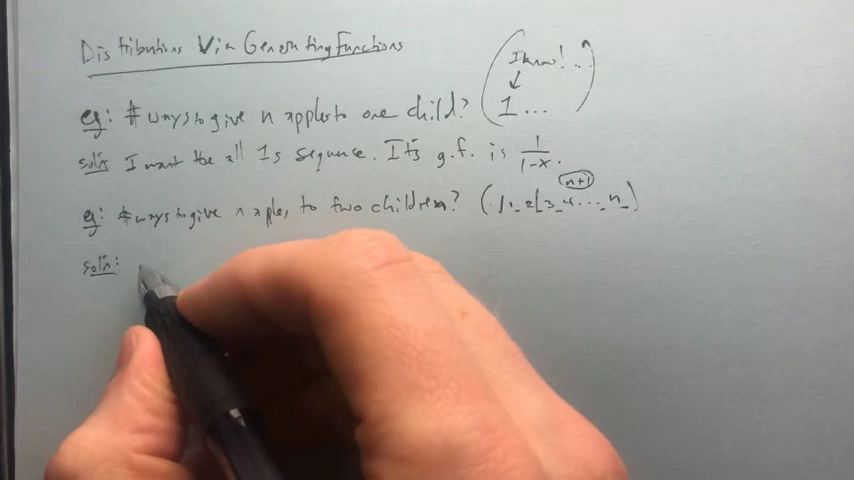 Distributions Via Generating Functions
(I know!...
↓
1...)
eg: # ways to give n apples to one child?
soln I want the all 1s sequence. It's g.f. is 1/(1-x).
eg: # ways to give n apples to two children? (. 1 _ 2 | 3 _ 4 ... _ n _)
n+1
soln: